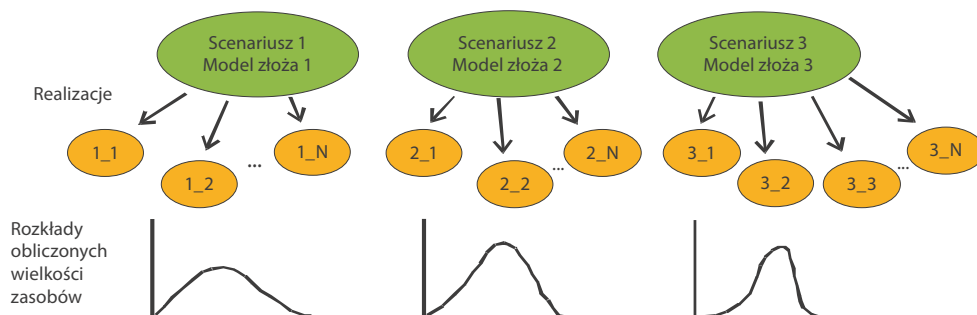 Scenariusz 1
Model złoża 1
Scenariusz 2
Model złoża 2
Scenariusz 3
Model złoża 3
Realizacje
1_1
1_2
...
1_N
2_1
2_2
...
2_N
3_1
3_2
3_3
...
3_N
Rozkłady
obliczonych
wielkości
zasobów